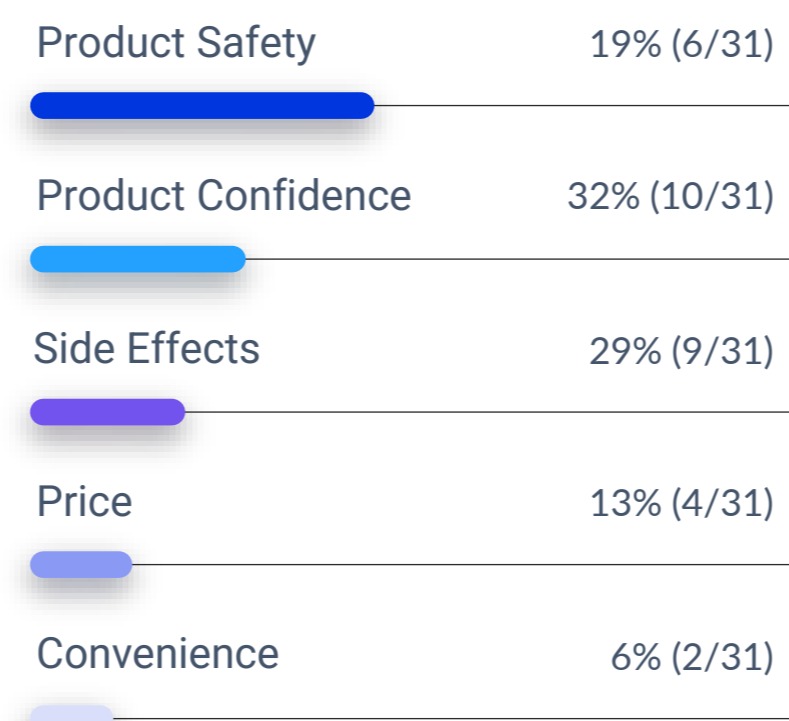 Product Safety 19% (6/31)
Product Confidence 32% (10/31)
Side Effects 29% (9/31)
Price 13% (4/31)
Convenience 6% (2/31)